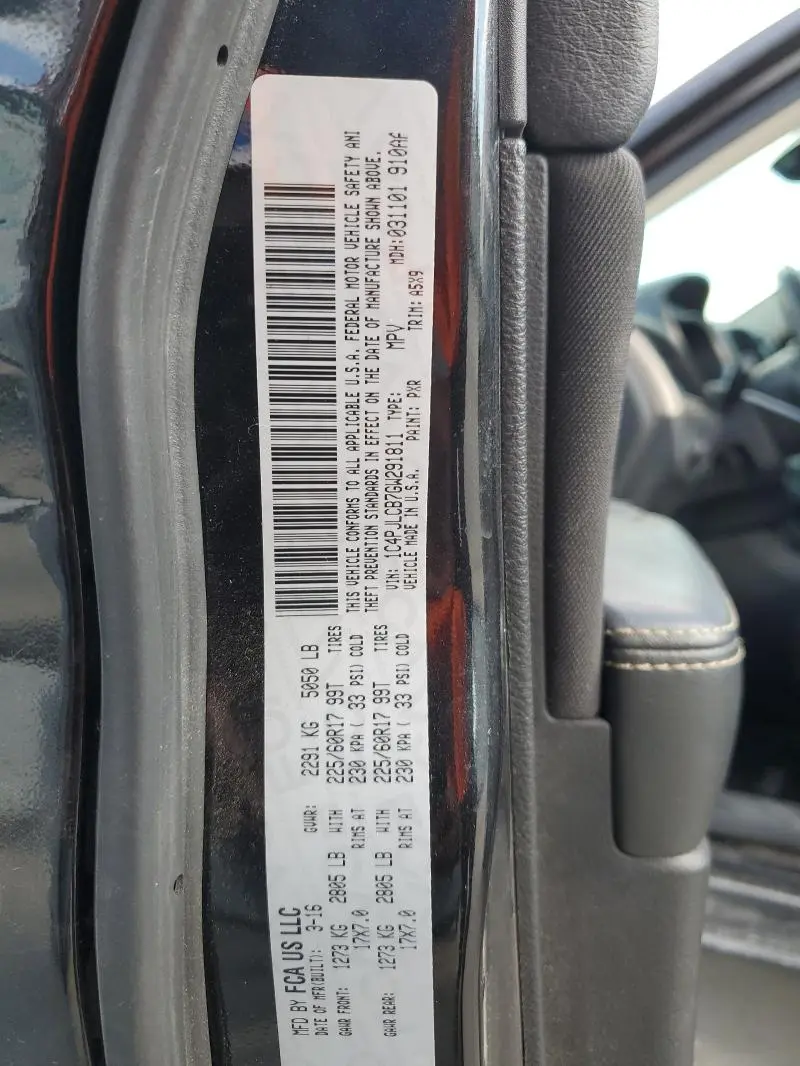 MFD BY FCA US LLC
DATE OF MFR(BUILT): 3-16 GVWR: 2291 KG 5050 LB
GAWR FRONT: 1273 KG 2805 LB WITH 225/60R17 99T TIRES
17X7.0 RIMS AT 230 KPA ( 33 PSI) COLD
GAWR REAR: 1273 KG 2805 LB WITH 225/60R17 99T TIRES
17X7.0 RIMS AT 230 KPA ( 33 PSI) COLD
THIS VEHICLE CONFORMS TO ALL APPLICABLE U.S.A. FEDERAL MOTOR VEHICLE SAFETY AND
THEFT PREVENTION STANDARDS IN EFFECT ON THE DATE OF MANUFACTURE SHOWN ABOVE.
VIN: 1C4PJLCB7GW291811 TYPE: MPV MDH:031101 910AF
VEHICLE MADE IN U.S.A. PAINT: PXR TRIM: A5X9